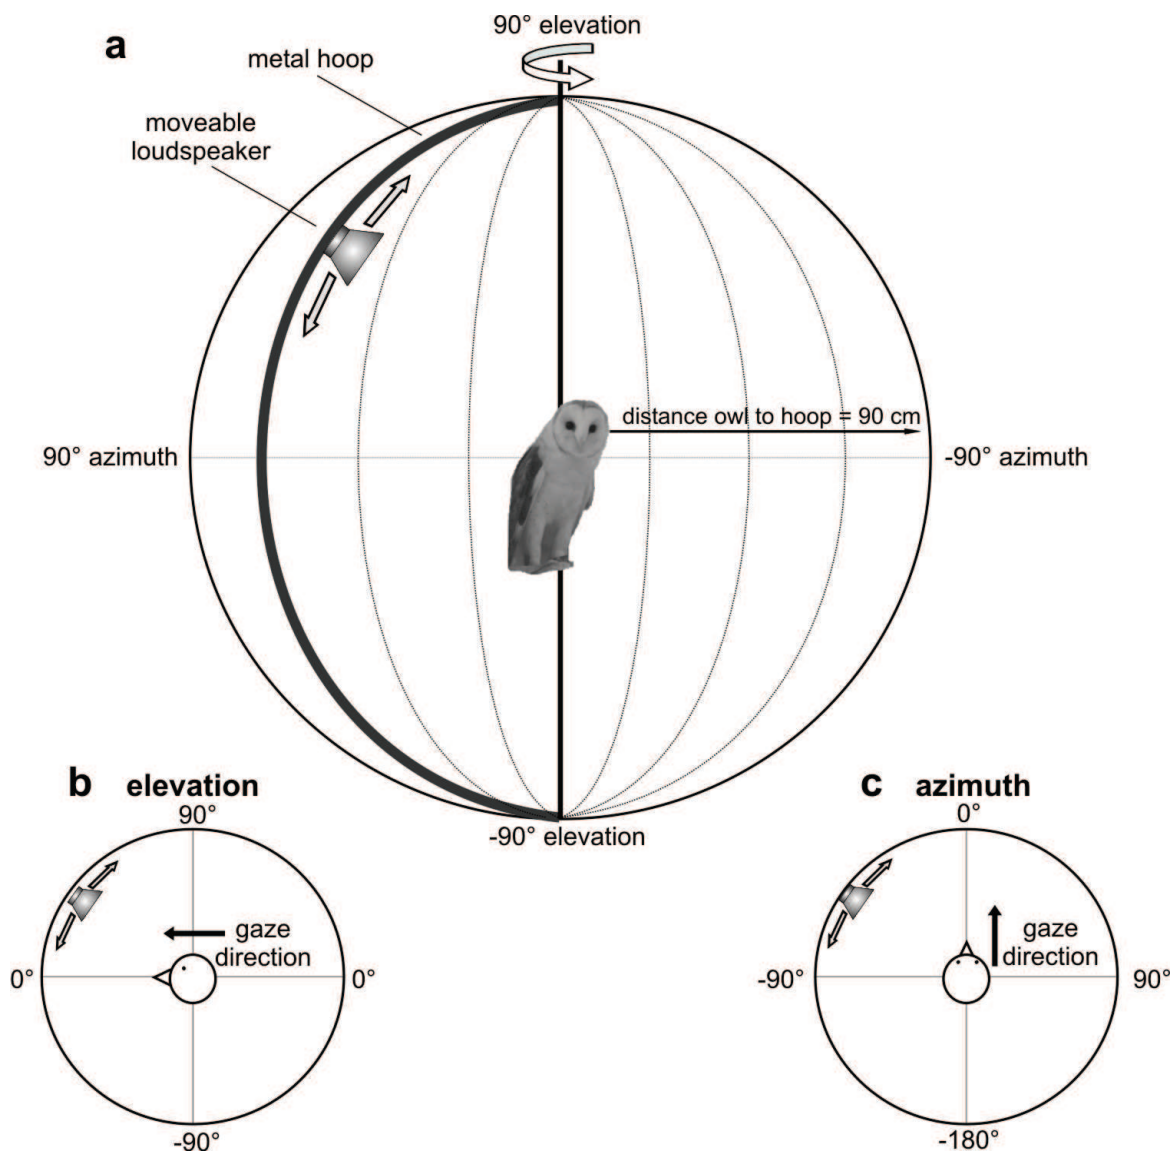 a
90° elevation
metal hoop
moveable
loudspeaker
distance owl to hoop = 90 cm
90° azimuth
-90° azimuth
-90° elevation
b elevation
90°
gaze
direction
0°
0°
-90°
c azimuth
0°
gaze
direction
-90°
90°
-180°